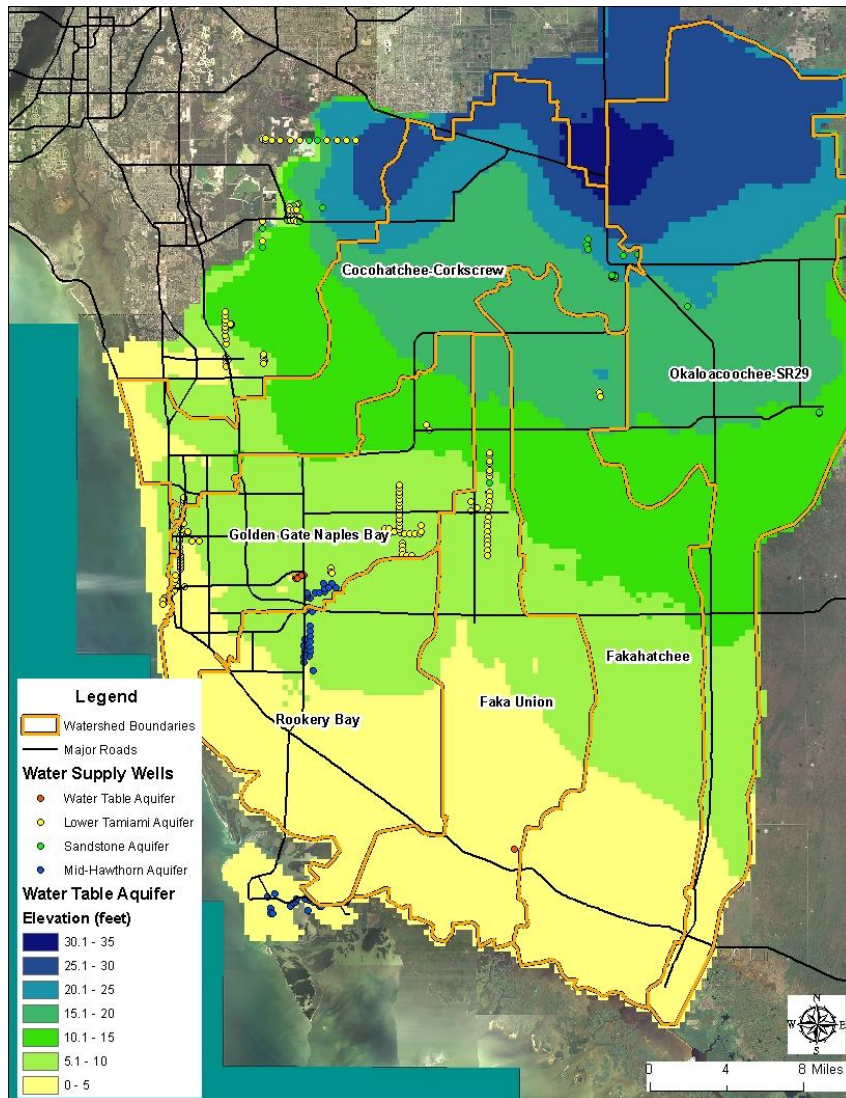 Cocohatchee-Corkscrew
Okaloacoochee-SR29
Golden Gate Naples Bay
Fakahatchee
Faka Union
Rookery Bay
Legend
Watershed Boundaries
Major Roads
Water Supply Wells
Water Table Aquifer
Lower Tamiami Aquifer
Sandstone Aquifer
Mid-Hawthorn Aquifer
Water Table Aquifer
Elevation (feet)
30.1 - 35
25.1 - 30
20.1 - 25
15.1 - 20
10.1 - 15
5.1 - 10
0 - 5
N
W E
S
0 4 8 Miles